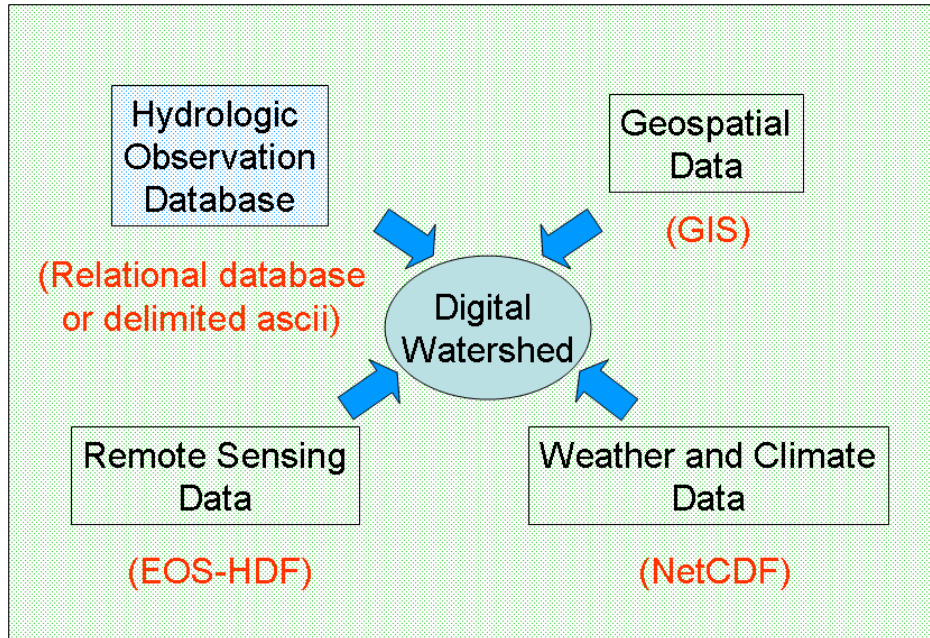 Hydrologic
Observation
Database
(Relational database
or delimited ascii)
Geospatial
Data
(GIS)
Digital
Watershed
Remote Sensing
Data
(EOS-HDF)
Weather and Climate
Data
(NetCDF)